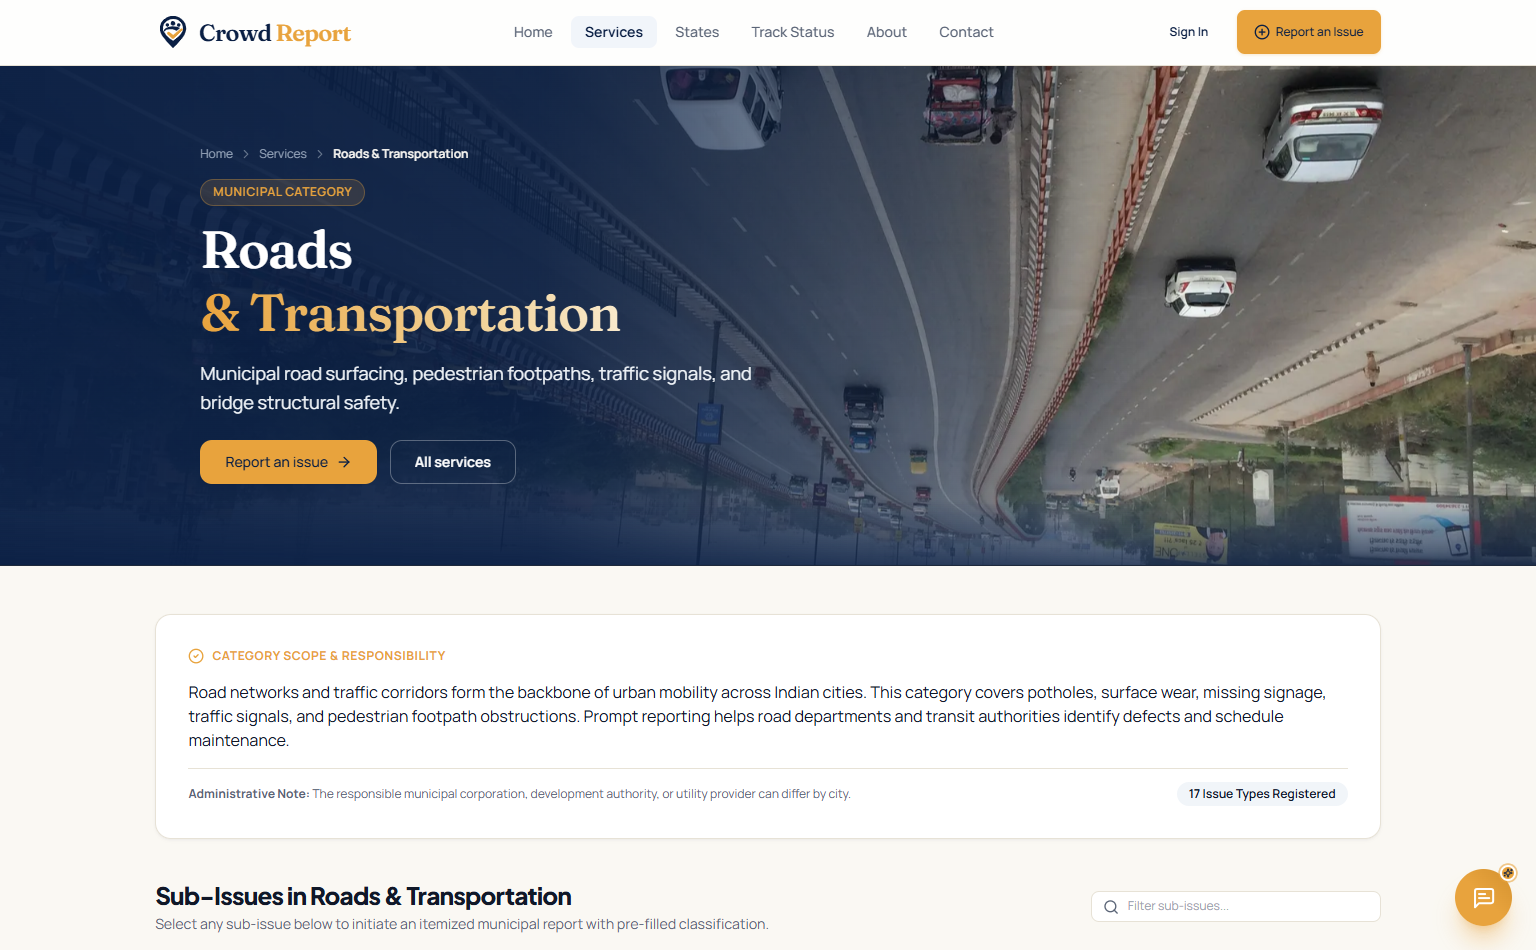 Crowd Report
Home
Services
States
Track Status
About
Contact
Sign In
Report an Issue
Home > Services > Roads & Transportation
MUNICIPAL CATEGORY
Roads
& Transportation
Municipal road surfacing, pedestrian footpaths, traffic signals, and
bridge structural safety.
Report an issue →
All services
CATEGORY SCOPE & RESPONSIBILITY
Road networks and traffic corridors form the backbone of urban mobility across Indian cities. This category covers potholes, surface wear, missing signage,
traffic signals, and pedestrian footpath obstructions. Prompt reporting helps road departments and transit authorities identify defects and schedule
maintenance.
Administrative Note: The responsible municipal corporation, development authority, or utility provider can differ by city.
17 Issue Types Registered
Sub-Issues in Roads & Transportation
Select any sub-issue below to initiate an itemized municipal report with pre-filled classification.
Filter sub-issues...